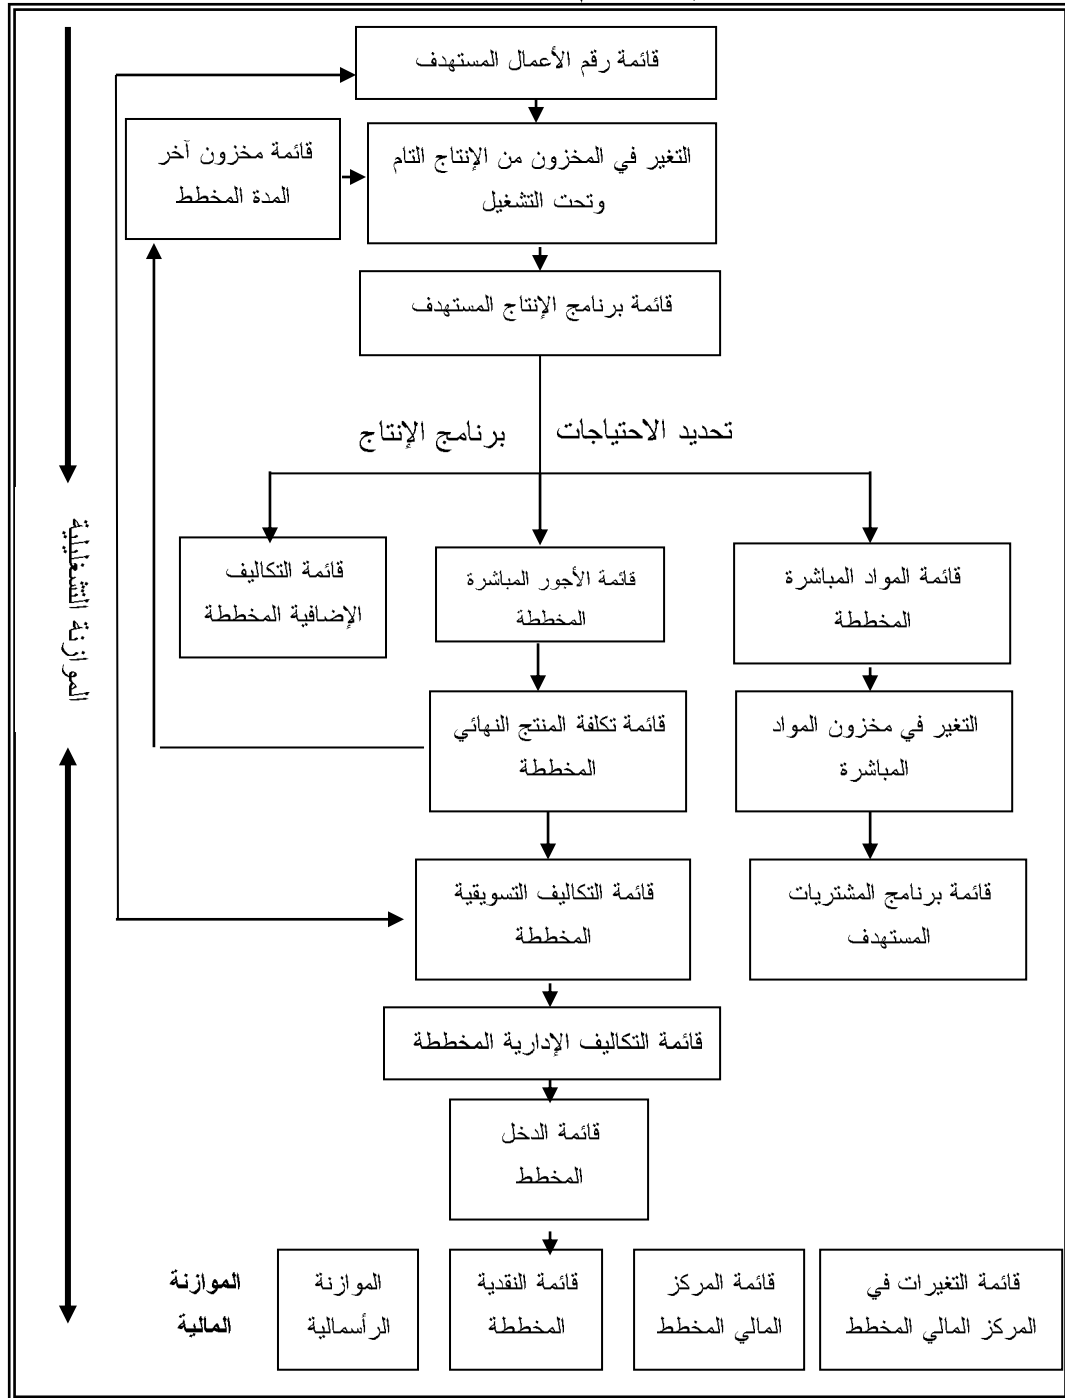 قائمة رقم الأعمال المستهدف
التغير في المخزون من الإنتاج التام
وتحت التشغيل
قائمة مخزون آخر
المدة المخطط
قائمة برنامج الإنتاج المستهدف
تحديد الاحتياجات
برنامج الإنتاج
قائمة المواد المباشرة
المخططة
قائمة الأجور المباشرة
المخططة
قائمة التكاليف
الإضافية المخططة
الموازنة التشغيلية
التغير في مخزون المواد
المباشرة
قائمة تكلفة المنتج النهائي
المخططة
قائمة برنامج المشتريات
المستهدف
قائمة التكاليف التسويقية
المخططة
قائمة التكاليف الإدارية المخططة
قائمة الدخل
المخطط
قائمة التغيرات في
المركز المالي المخطط
قائمة المركز
المالي المخطط
قائمة النقدية
المخططة
الموازنة
الرأسمالية
الموازنة
المالية